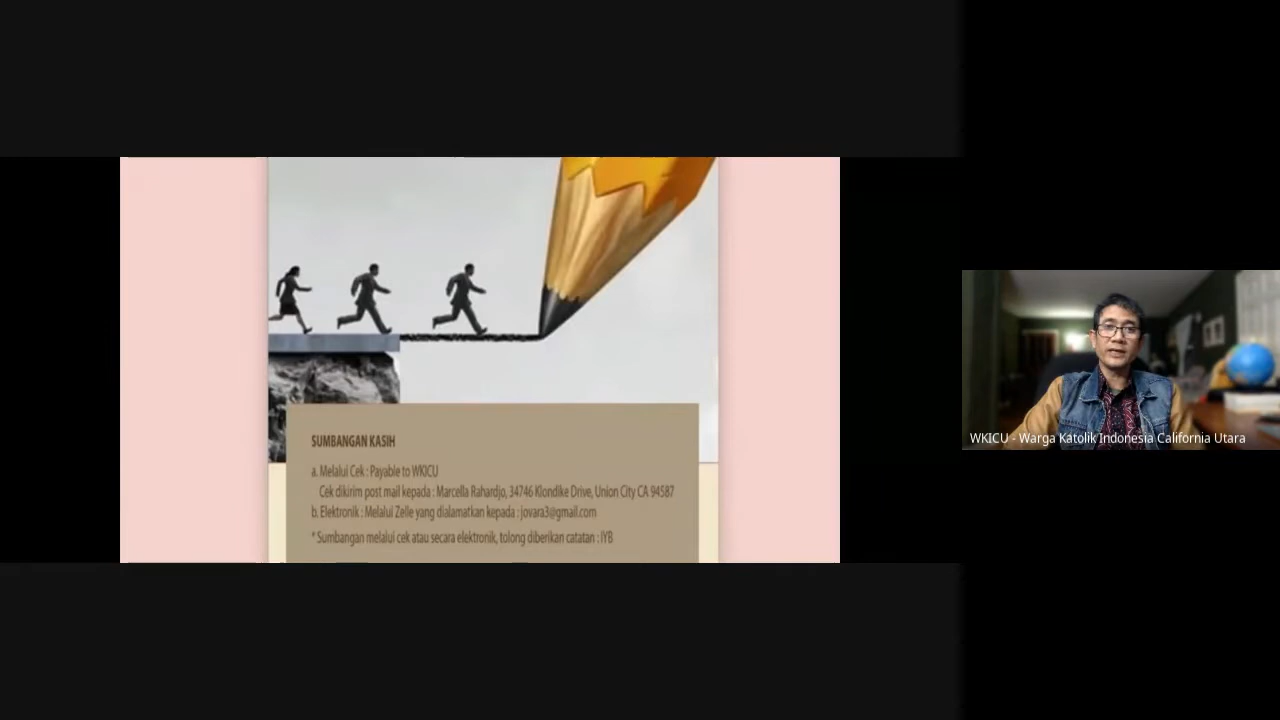 SUMBANGAN KASIH
a. Melalui Cek : Payable to WKICU
Cek dikirim post mail kepada : Marcella Rahardjo, 34746 Klondike Drive, Union City CA 94587
b. Elektronik : Melalui Zelle yang dialamatkan kepada : jovara3@gmail.com
* Sumbangan melalui cek atau secara elektronik, tolong diberikan catatan : iYB
WKICU - Warga Katolik Indonesia California Utara